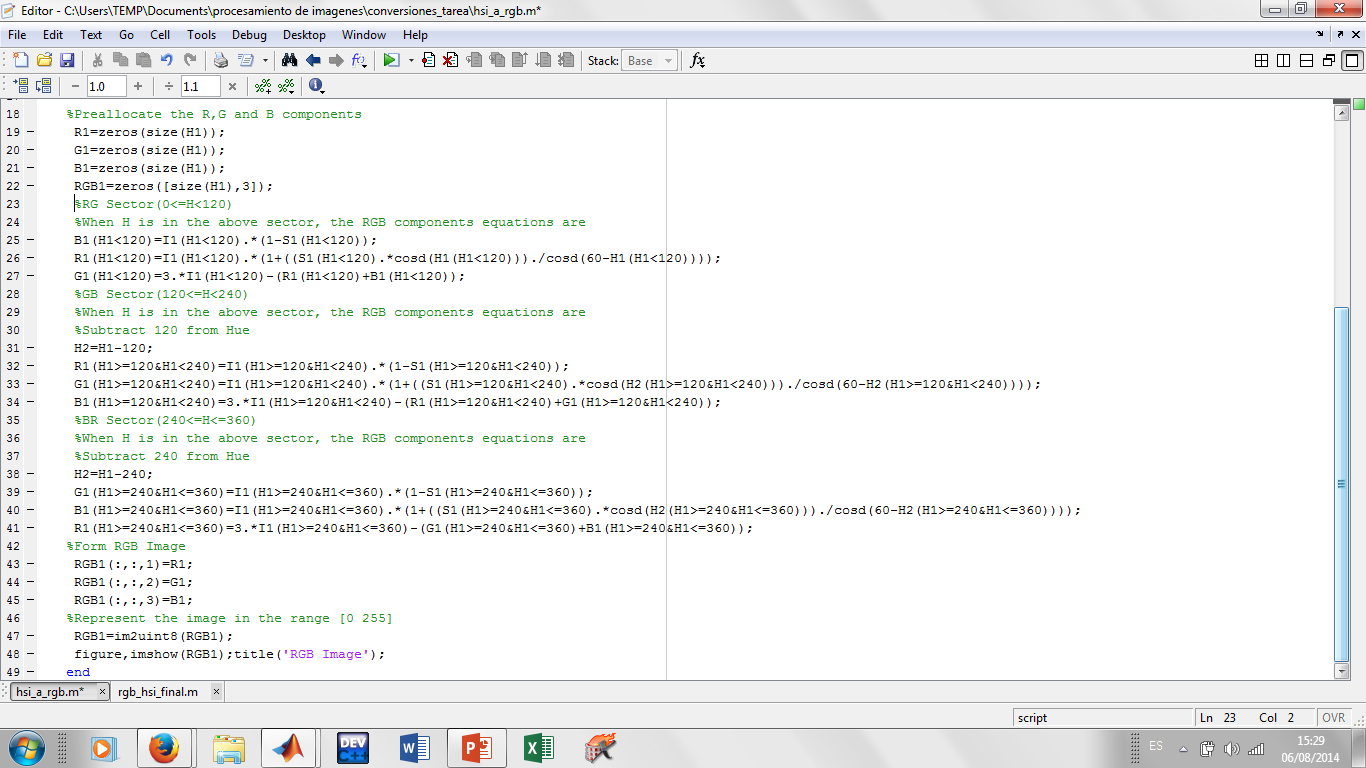 Editor - C:\Users\TEMP\Documents\procesamiento de imagenes\conversiones_tarea\hsi_a_rgb.m*
File Edit Text Go Cell Tools Debug Desktop Window Help
Stack: Base fx
− 1.0 + ÷ 1.1 ×
18 %Preallocate the R,G and B components
19 − R1=zeros(size(H1));
20 − G1=zeros(size(H1));
21 − B1=zeros(size(H1));
22 − RGB1=zeros([size(H1),3]);
23 %RG Sector(0<=H<120)
24 %When H is in the above sector, the RGB components equations are
25 − B1(H1<120)=I1(H1<120).*(1-S1(H1<120));
26 − R1(H1<120)=I1(H1<120).*(1+((S1(H1<120).*cosd(H1(H1<120)))./cosd(60-H1(H1<120))));
27 − G1(H1<120)=3.*I1(H1<120)-(R1(H1<120)+B1(H1<120));
28 %GB Sector(120<=H<240)
29 %When H is in the above sector, the RGB components equations are
30 %Subtract 120 from Hue
31 − H2=H1-120;
32 − R1(H1>=120&H1<240)=I1(H1>=120&H1<240).*(1-S1(H1>=120&H1<240));
33 − G1(H1>=120&H1<240)=I1(H1>=120&H1<240).*(1+((S1(H1>=120&H1<240).*cosd(H2(H1>=120&H1<240)))./cosd(60-H2(H1>=120&H1<240))));
34 − B1(H1>=120&H1<240)=3.*I1(H1>=120&H1<240)-(R1(H1>=120&H1<240)+G1(H1>=120&H1<240));
35 %BR Sector(240<=H<=360)
36 %When H is in the above sector, the RGB components equations are
37 %Subtract 240 from Hue
38 − H2=H1-240;
39 − G1(H1>=240&H1<=360)=I1(H1>=240&H1<=360).*(1-S1(H1>=240&H1<=360));
40 − B1(H1>=240&H1<=360)=I1(H1>=240&H1<=360).*(1+((S1(H1>=240&H1<=360).*cosd(H2(H1>=240&H1<=360)))./cosd(60-H2(H1>=240&H1<=360))));
41 − R1(H1>=240&H1<=360)=3.*I1(H1>=240&H1<=360)-(G1(H1>=240&H1<=360)+B1(H1>=240&H1<=360));
42 %Form RGB Image
43 − RGB1(:,:,1)=R1;
44 − RGB1(:,:,2)=G1;
45 − RGB1(:,:,3)=B1;
46 %Represent the image in the range [0 255]
47 − RGB1=im2uint8(RGB1);
48 − figure,imshow(RGB1);title('RGB Image');
49 − end
hsi_a_rgb.m* × rgb_hsi_final.m ×
script Ln 23 Col 2 OVR
DEV C++ W P X ES 15:29
06/08/2014